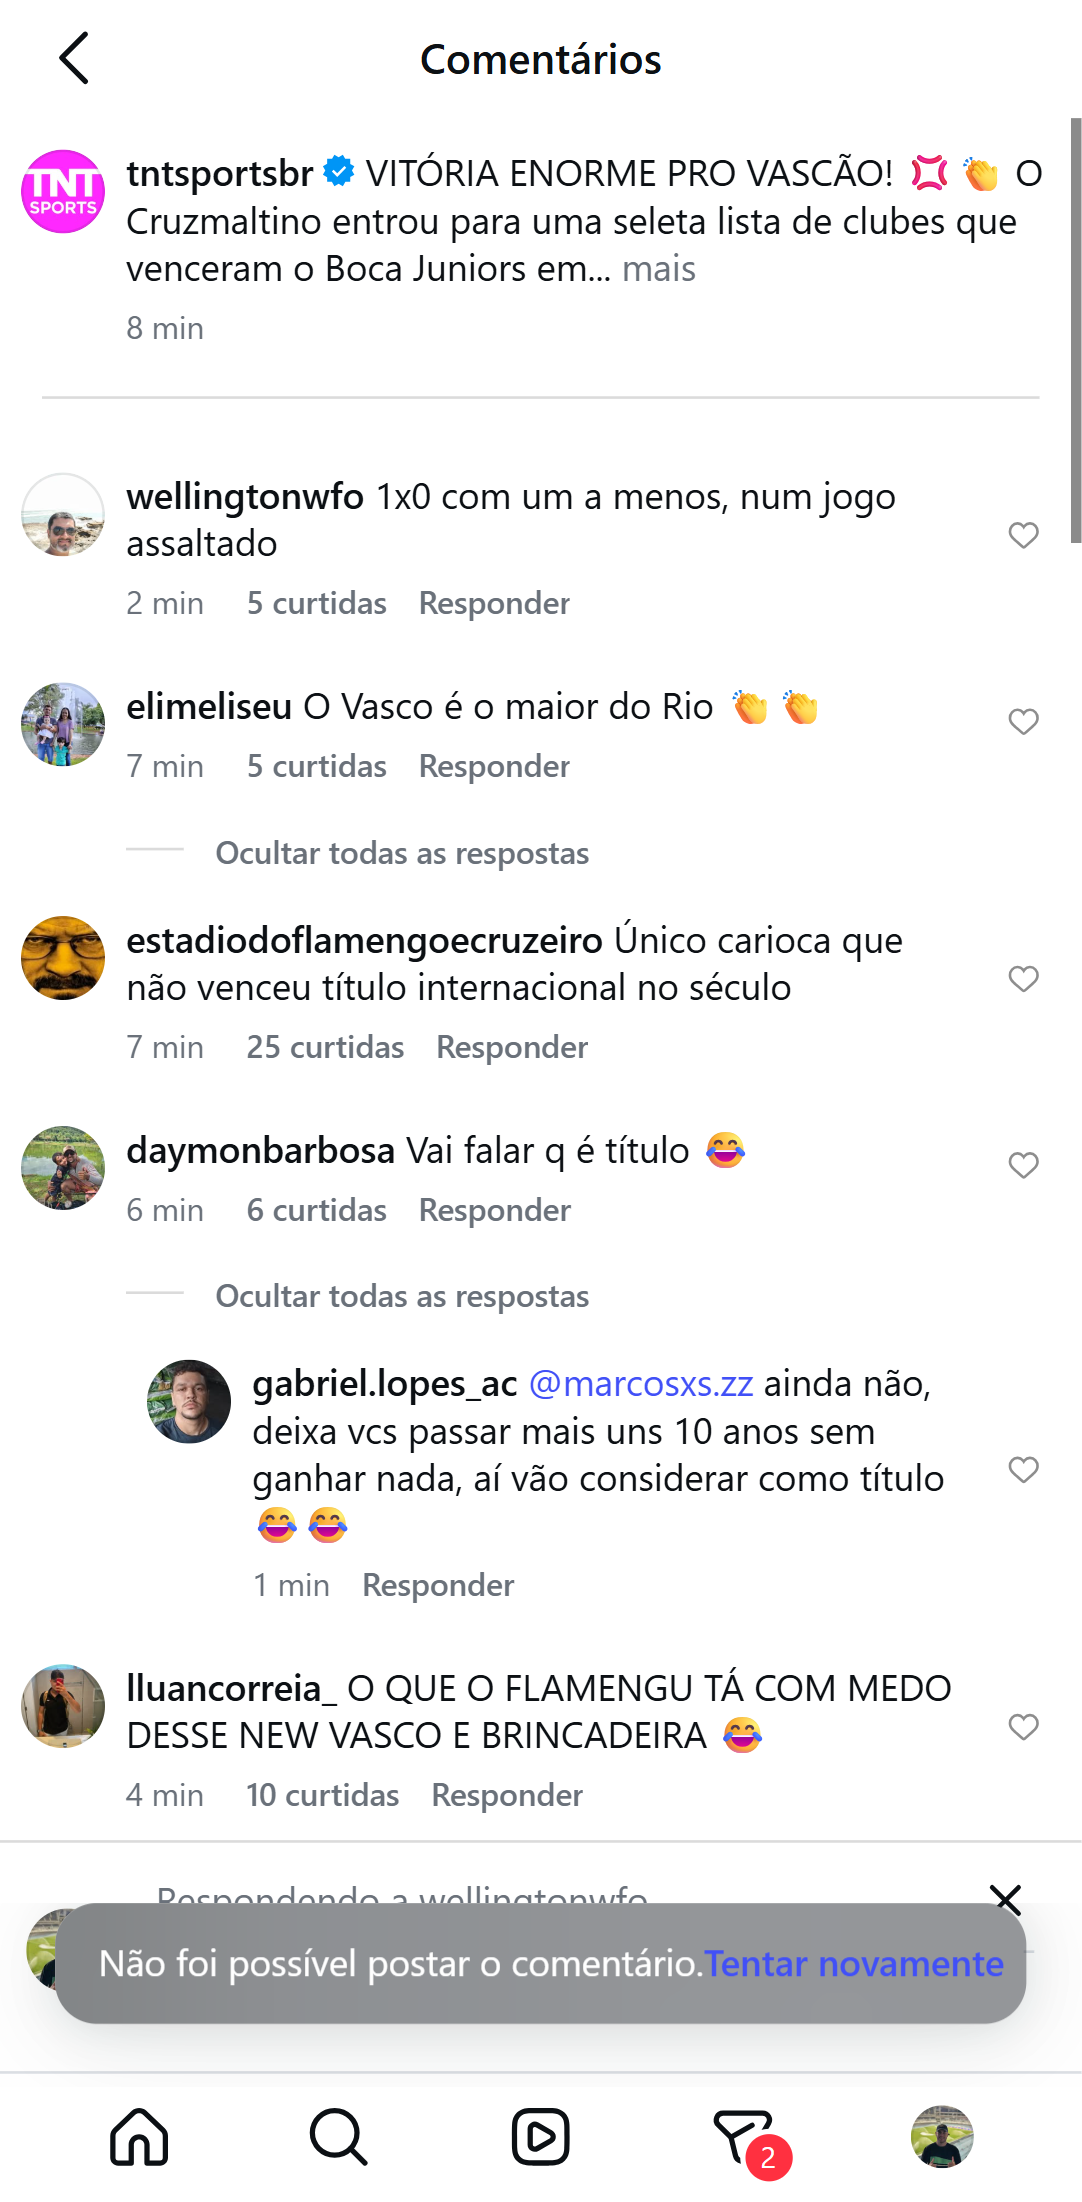 Comentários
TNT
SPORTS
tntsportsbr VITÓRIA ENORME PRO VASCÃO! 💢 👏 O
Cruzmaltino entrou para uma seleta lista de clubes que
venceram o Boca Juniors em... mais
8 min
wellingtonwfo 1x0 com um a menos, num jogo
assaltado
2 min 5 curtidas Responder
elimeliseu O Vasco é o maior do Rio 👏 👏
7 min 5 curtidas Responder
Ocultar todas as respostas
estadiodoflamengoecruzeiro Único carioca que
não venceu título internacional no século
7 min 25 curtidas Responder
daymonbarbosa Vai falar q é título 😂
6 min 6 curtidas Responder
Ocultar todas as respostas
gabriel.lopes_ac @marcosxs.zz ainda não,
deixa vcs passar mais uns 10 anos sem
ganhar nada, aí vão considerar como título
😂 😂
1 min Responder
lluancorreia_ O QUE O FLAMENGU TÁ COM MEDO
DESSE NEW VASCO E BRINCADEIRA 😂
4 min 10 curtidas Responder
Respondendo a wellingtonwfo
Não foi possível postar o comentário.Tentar novamente
2